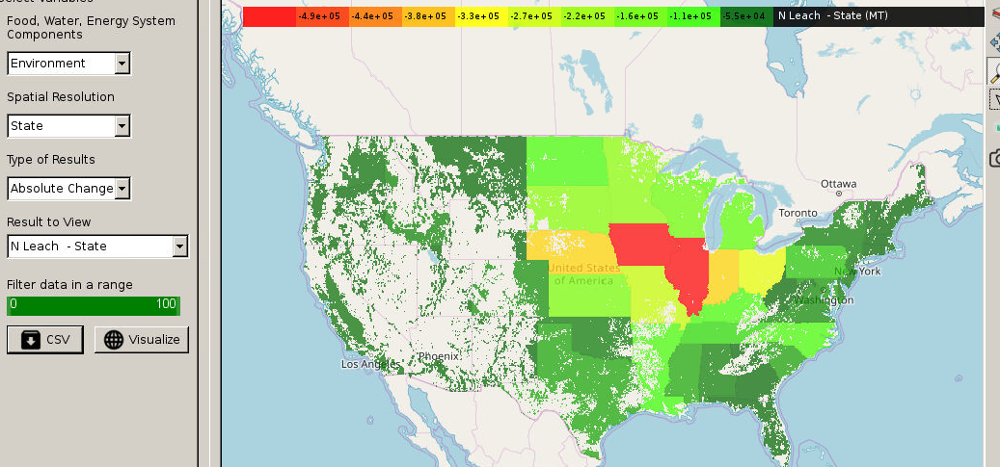 Food, Water, Energy System
Components
Environment
Spatial Resolution
State
Type of Results
Absolute Change
Result to View
N Leach - State
Filter data in a range
0 100
CSV Visualize
-4.9e+05 -4.4e+05 -3.8e+05 -3.3e+05 -2.7e+05 -2.2e+05 -1.6e+05 -1.1e+05 -5.5e+04 N Leach - State (MT)
Ottawa
Toronto
United States
of America
New York
Washington
Phoenix
Los Angeles